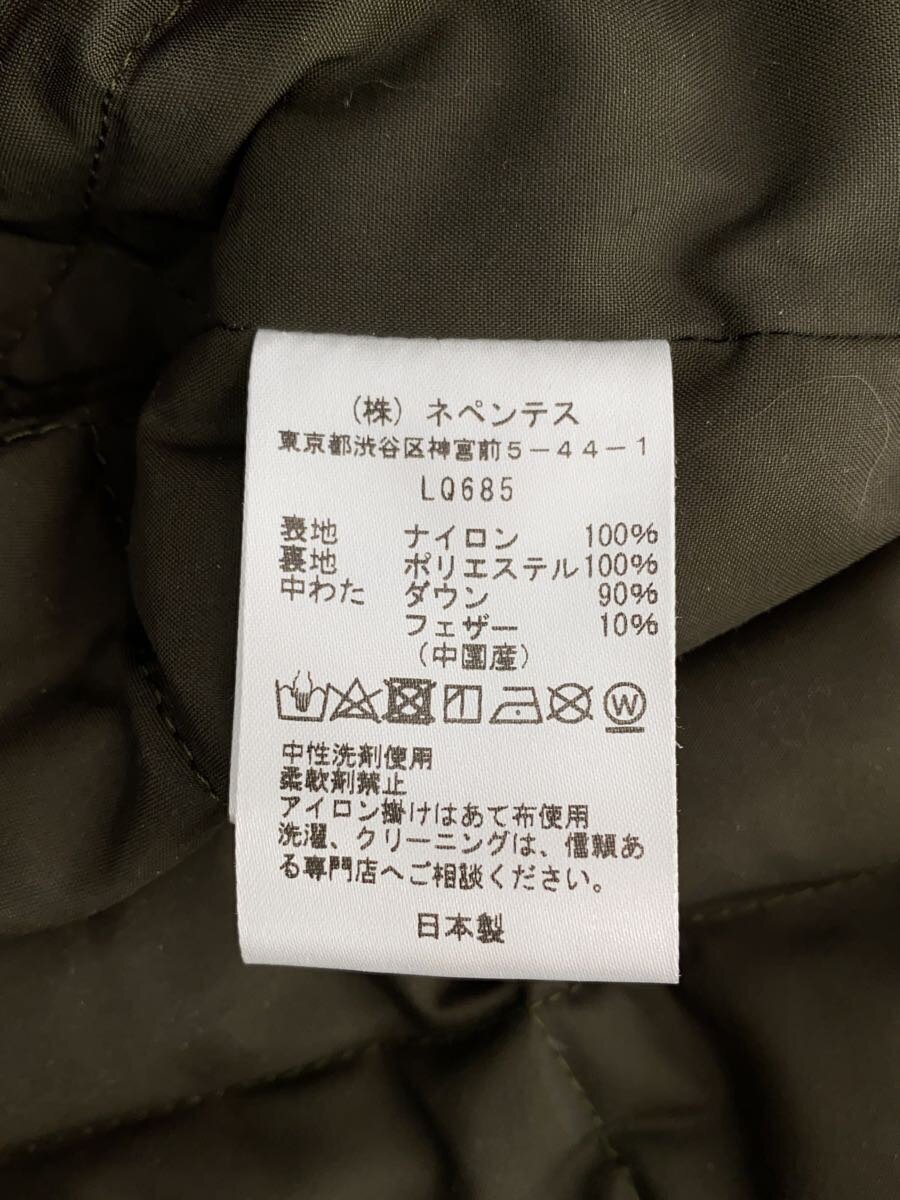 (株) ネペンテス
東京都渋谷区神宮前5-44-1
LQ685
表地 ナイロン 100%
裏地 ポリエステル 100%
中わた ダウン 90%
フェザー 10%
(中国産)
W
中性洗剤使用
柔軟剤禁止
アイロン掛けはあて布使用
洗濯、クリーニングは、信頼あ
る専門店へご相談ください。
日本製